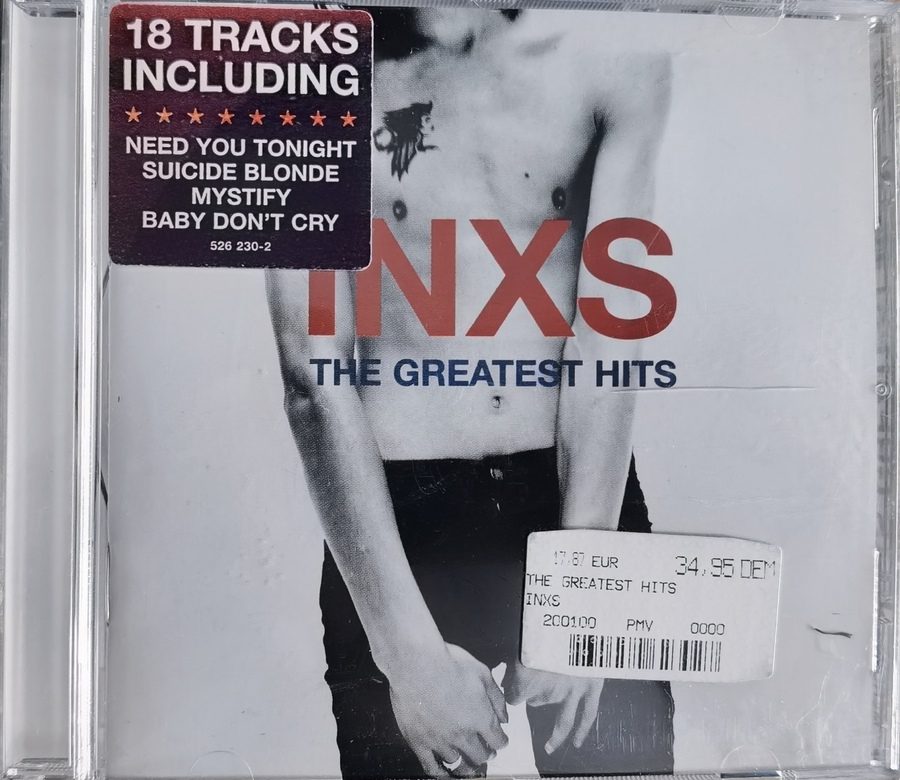 18 TRACKS
INCLUDING
NEED YOU TONIGHT
SUICIDE BLONDE
MYSTIFY
BABY DON'T CRY
526 230-2
INXS
THE GREATEST HITS
17,87 EUR 34,95 DEM
THE GREATEST HITS
INXS
200100 PMV 0000